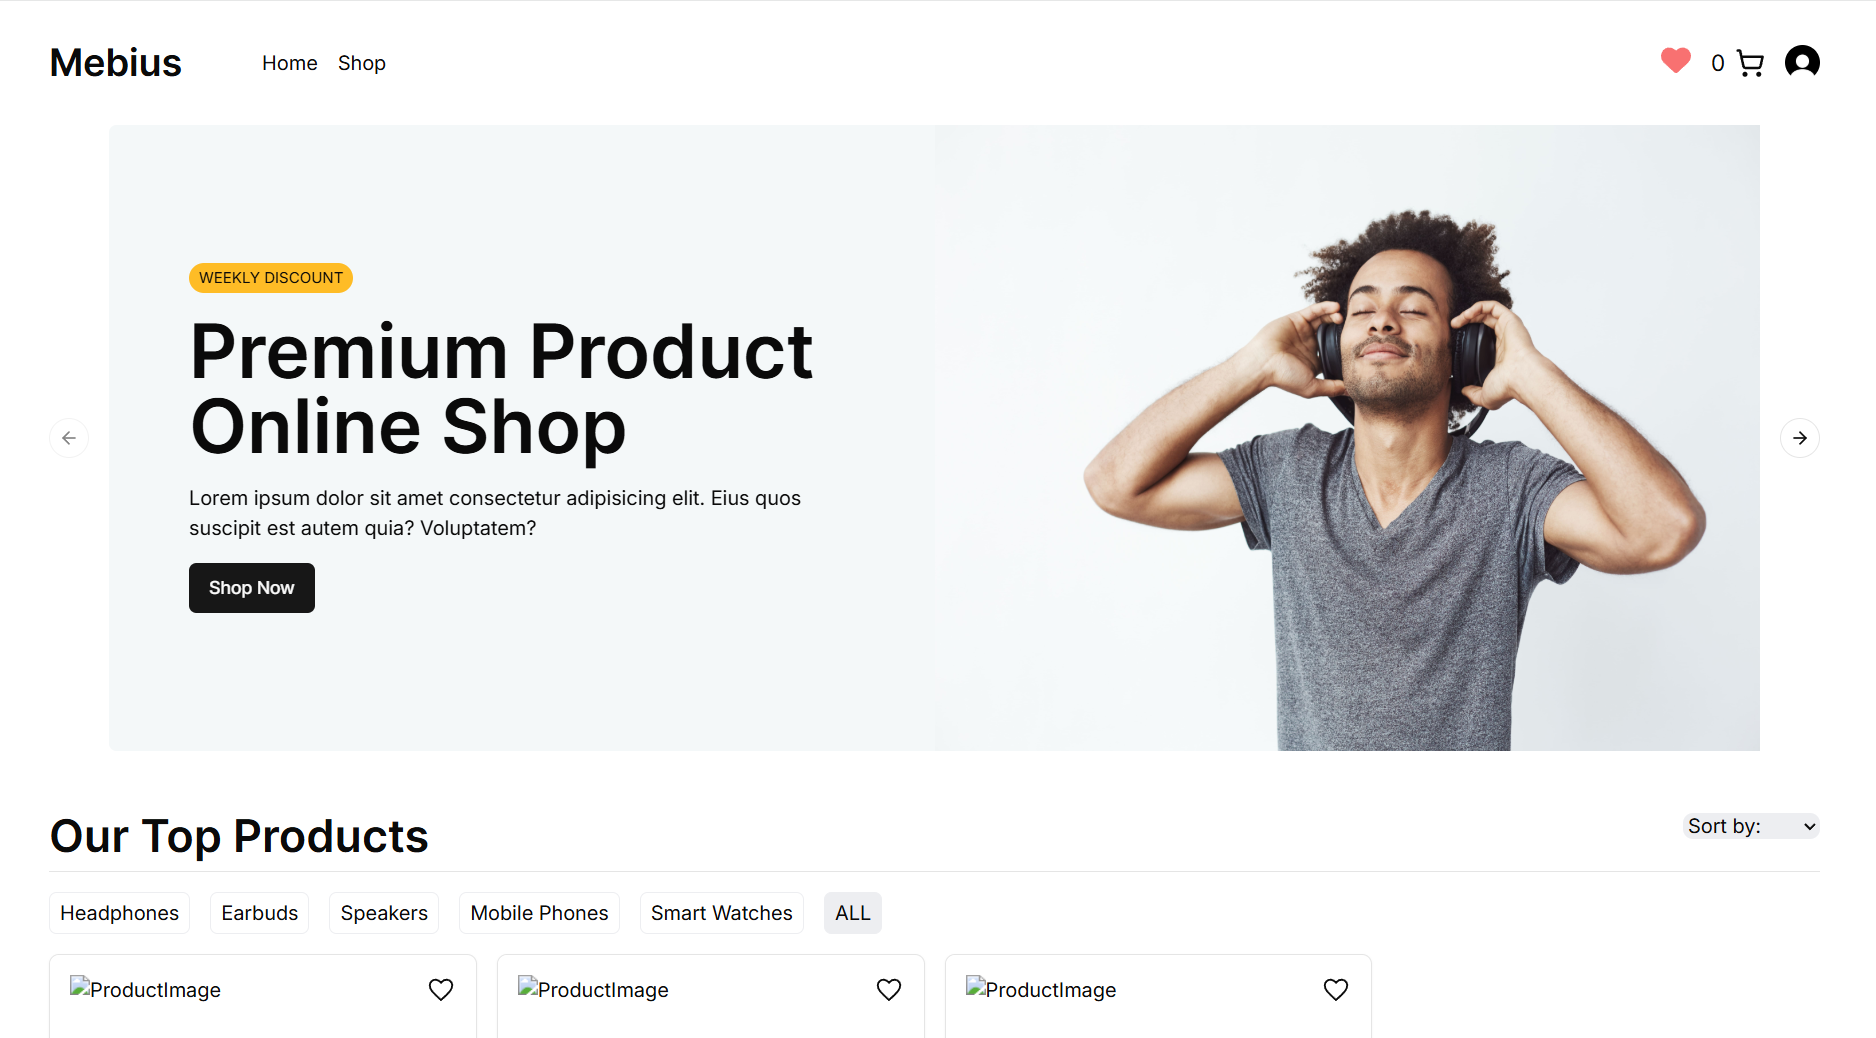 Mebius
Home Shop
0
WEEKLY DISCOUNT
Premium Product
Online Shop
Lorem ipsum dolor sit amet consectetur adipisicing elit. Eius quos
suscipit est autem quia? Voluptatem?
Shop Now
Our Top Products
Sort by:
Headphones Earbuds Speakers Mobile Phones Smart Watches ALL
ProductImage ProductImage ProductImage